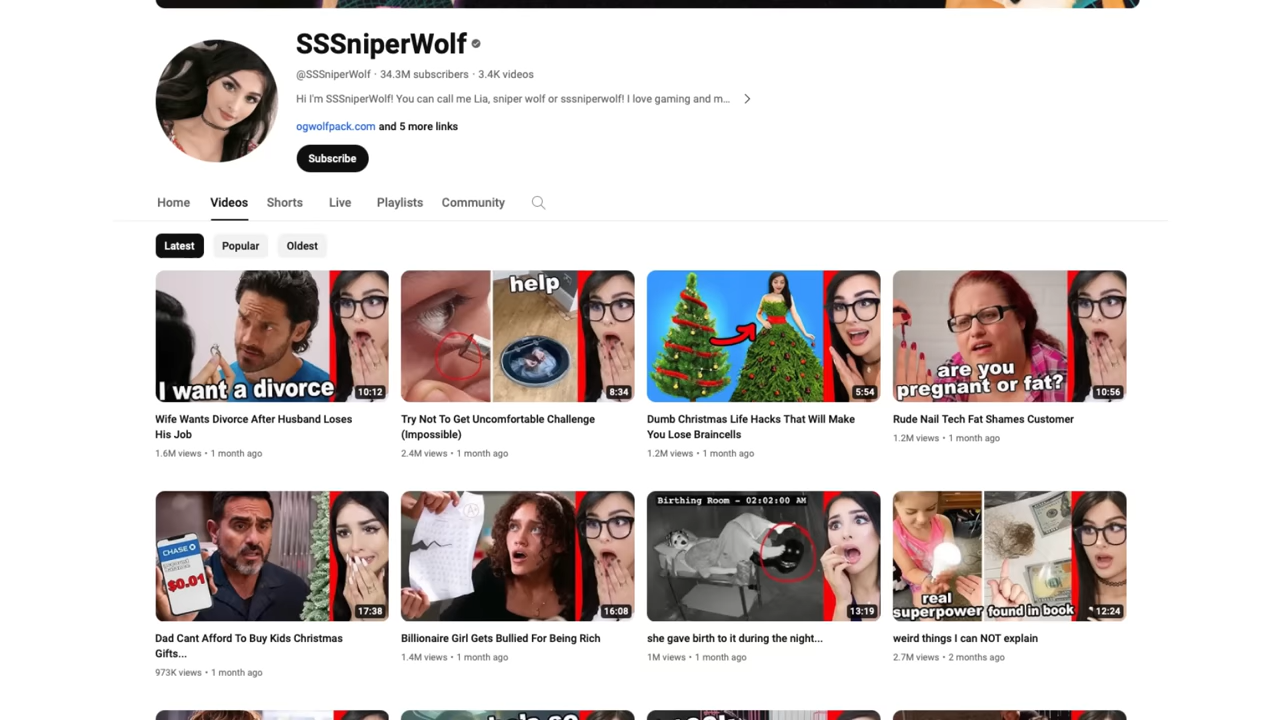 SSSniperWolf
@SSSniperWolf · 34.3M subscribers · 3.4K videos
Hi I'm SSSniperWolf! You can call me Lia, sniper wolf or sssniperwolf! I love gaming and m...
ogwolfpack.com and 5 more links
Subscribe
Home Videos Shorts Live Playlists Community
Latest Popular Oldest
I want a divorce
10:12
help
8:34
5:54
are you
pregnant or fat?
10:56
Wife Wants Divorce After Husband Loses
His Job
1.6M views • 1 month ago
Try Not To Get Uncomfortable Challenge
(Impossible)
2.4M views • 1 month ago
Dumb Christmas Life Hacks That Will Make
You Lose Braincells
1.2M views • 1 month ago
Rude Nail Tech Fat Shames Customer
1.2M views • 1 month ago
CHASE
$0.01
17:38
16:08
Birthing Room - 02:02:00 AM
13:19
real
superpower
found in book
12:24
Dad Cant Afford To Buy Kids Christmas
Gifts...
973K views • 1 month ago
Billionaire Girl Gets Bullied For Being Rich
1.4M views • 1 month ago
she gave birth to it during the night...
1M views • 1 month ago
weird things I can NOT explain
2.7M views • 2 months ago